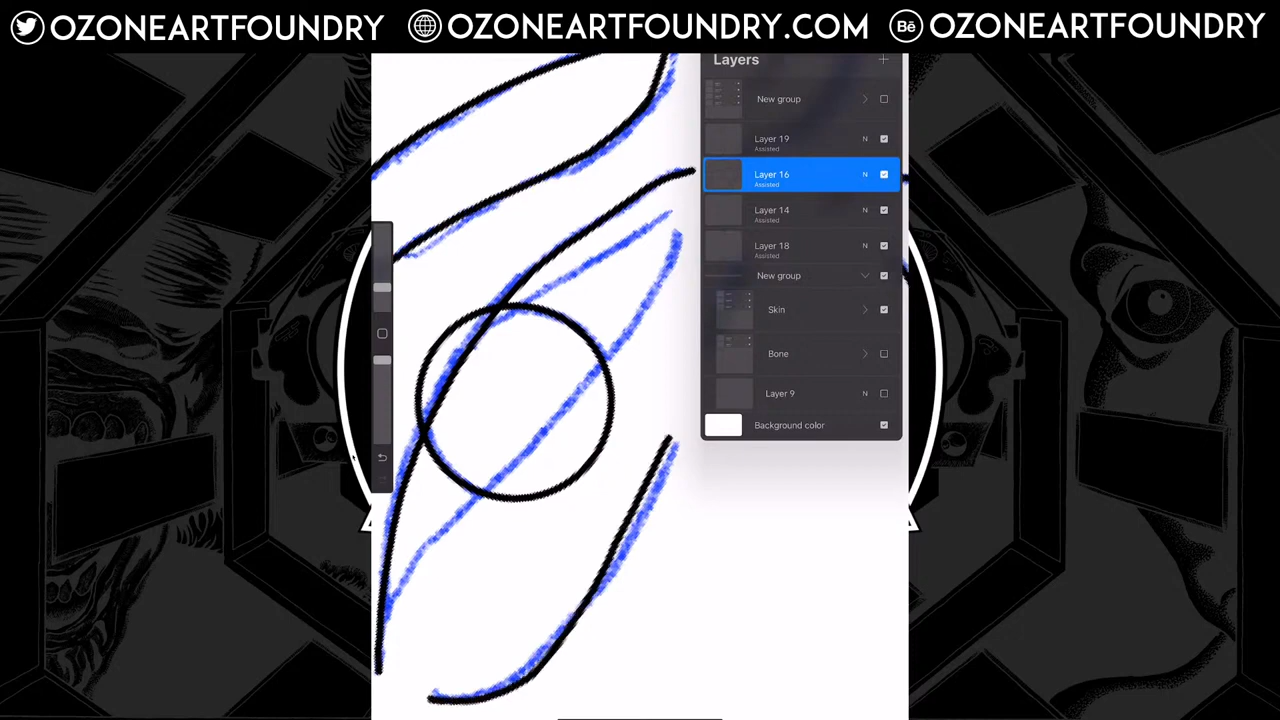 OZONEARTFOUNDRY OZONEARTFOUNDRY.COM Bē OZONEARTFOUNDRY
Layers +
New group
Layer 19 N
Assisted
Layer 16 N
Assisted
Layer 14 N
Assisted
Layer 18 N
Assisted
New group
Skin
Bone
Layer 9 N
Background color